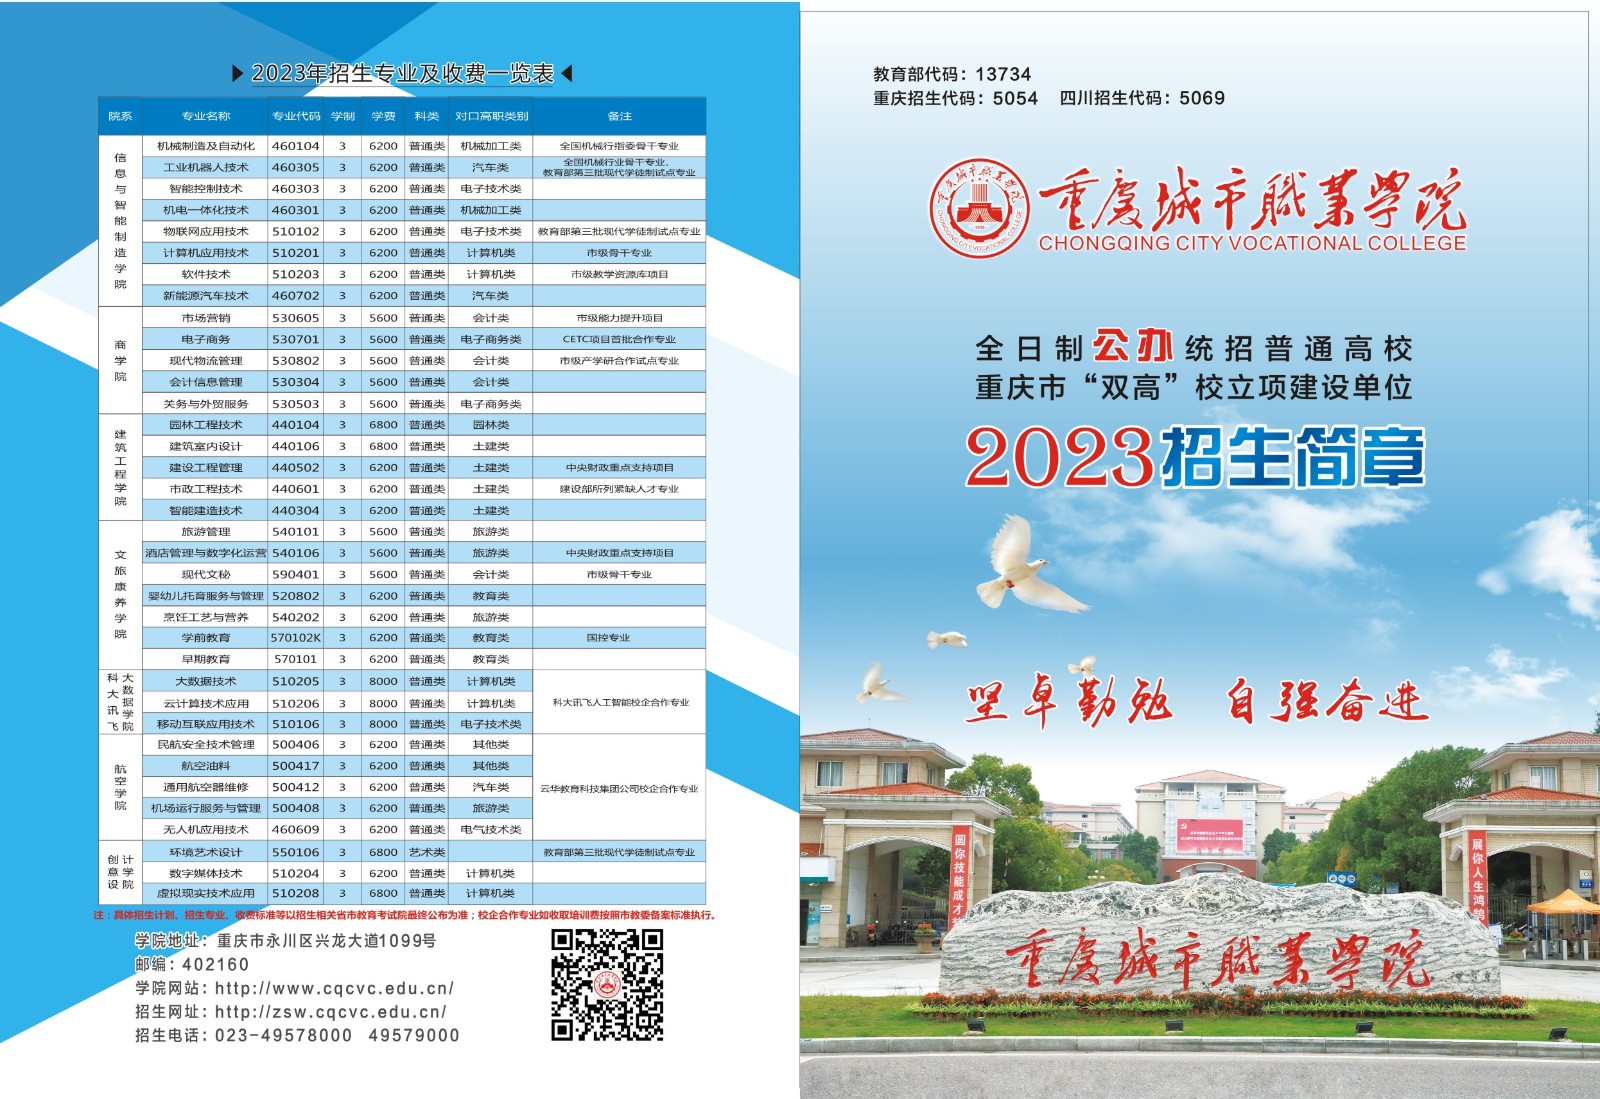 2023年招生专业及收费一览表
院系 专业名称 专业代码 学制 学费 科类 对口高职类别 备注
信息与智能制造学院
机械制造及自动化 460104 3 6200 普通类 机械加工类 全国机械行指委骨干专业
工业机器人技术 460305 3 6200 普通类 汽车类 全国机械行业骨干专业、
教育部第三批现代学徒制试点专业
智能控制技术 460303 3 6200 普通类 电子技术类
机电一体化技术 460301 3 6200 普通类 机械加工类
物联网应用技术 510102 3 6200 普通类 电子技术类 教育部第三批现代学徒制试点专业
计算机应用技术 510201 3 6200 普通类 计算机类 市级骨干专业
软件技术 510203 3 6200 普通类 计算机类 市级教学资源库项目
新能源汽车技术 460702 3 6200 普通类 汽车类
商学院
市场营销 530605 3 5600 普通类 会计类 市级能力提升项目
电子商务 530701 3 5600 普通类 电子商务类 CETC项目首批合作专业
现代物流管理 530802 3 5600 普通类 会计类 市级产学研合作试点专业
会计信息管理 530304 3 5600 普通类 会计类
关务与外贸服务 530503 3 5600 普通类 电子商务类
建筑工程学院
园林工程技术 440104 3 6800 普通类 园林类
建筑室内设计 440106 3 6800 普通类 土建类
建设工程管理 440502 3 6200 普通类 土建类 中央财政重点支持项目
市政工程技术 440601 3 6200 普通类 土建类 建设部所列紧缺人才专业
智能建造技术 440304 3 6200 普通类 土建类
文旅康养学院
旅游管理 540101 3 5600 普通类 旅游类
酒店管理与数字化运营 540106 3 5600 普通类 旅游类 中央财政重点支持项目
现代文秘 590401 3 5600 普通类 会计类 市级骨干专业
婴幼儿托育服务与管理 520802 3 6200 普通类 教育类
烹饪工艺与营养 540202 3 6200 普通类 旅游类
学前教育 570102K 3 6200 普通类 教育类 国控专业
早期教育 570101 3 6200 普通类 教育类
科大讯飞大数据学院
大数据技术 510205 3 8000 普通类 计算机类
云计算技术应用 510206 3 8000 普通类 计算机类 科大讯飞人工智能校企合作专业
移动互联应用技术 510106 3 8000 普通类 电子技术类
航空学院
民航安全技术管理 500406 3 6200 普通类 其他类
航空油料 500417 3 6200 普通类 其他类
通用航空器维修 500412 3 6200 普通类 汽车类 云华教育科技集团公司校企合作专业
机场运行服务与管理 500408 3 6200 普通类 旅游类
无人机应用技术 460609 3 6200 普通类 电气技术类
创意设计学院
环境艺术设计 550106 3 6800 艺术类 教育部第三批现代学徒制试点专业
数字媒体技术 510204 3 6200 普通类 计算机类
虚拟现实技术应用 510208 3 6800 普通类 计算机类
注：具体招生计划、招生专业、收费标准等以招生相关省市教育考试院最终公布为准；校企合作专业如收取培训费按照市教委备案标准执行。
学院地址：重庆市永川区兴龙大道1099号
邮编：402160
学院网站：http://www.cqcvc.edu.cn/
招生网址：http://zsw.cqcvc.edu.cn/
招生电话：023-49578000 49579000
教育部代码：13734
重庆招生代码：5054 四川招生代码：5069
重庆城市职业学院
CHONGQING CITY VOCATIONAL COLLEGE
重慶城市職業學院
CHONGQING CITY VOCATIONAL COLLEGE
全日制公办统招普通高校
重庆市“双高”校立项建设单位
2023招生简章
坚卓勤勉 自强奋进
圆你技能成才
展你人生鸿鹄
重慶城市職業學院